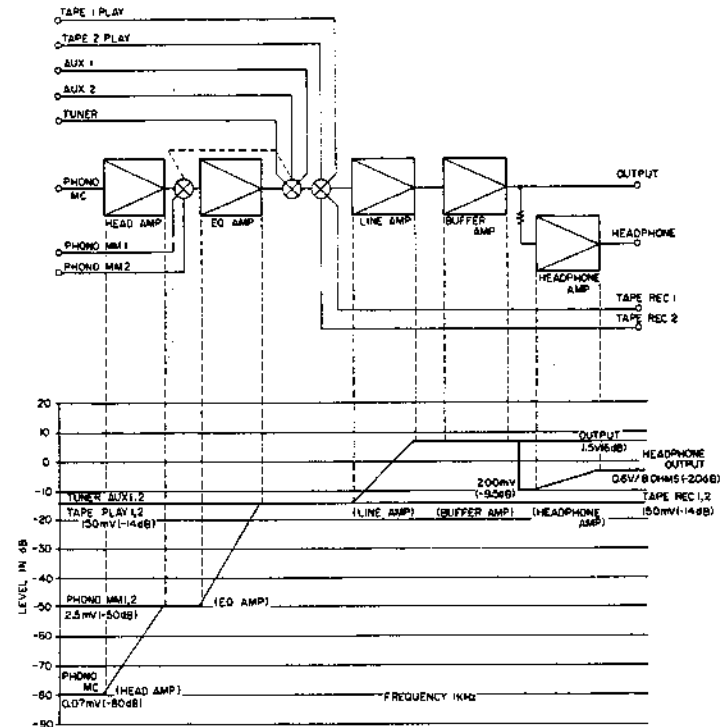 TAPE 1 PLAY
TAPE 2 PLAY
AUX 1
AUX 2
TUNER
PHONO
MC
HEAD AMP
EQ AMP
LINE AMP
BUFFER
AMP
OUTPUT
HEADPHONE
HEADPHONE
AMP
PHONO MM1
PHONO MM2
TAPE REC 1
TAPE REC 2
LEVEL IN dB
20
10
0
-10
-20
-30
-40
-50
-60
-70
-80
-90
OUTPUT
1.5V(6dB)
HEADPHONE
OUTPUT
0.6V/8 OHMS (-2.0dB)
200mV
(-9.5dB)
TUNER AUX1,2
TAPE PLAY1,2
150mV(-14dB)
(LINE AMP)
(BUFFER AMP)
(HEADPHONE
AMP)
TAPE REC 1,2
150mV(-14dB)
PHONO MM1,2
2.5mV(-50dB)
(EQ AMP)
PHONO
MC
0.07mV(-80dB)
(HEAD AMP)
FREQUENCY 1KHz